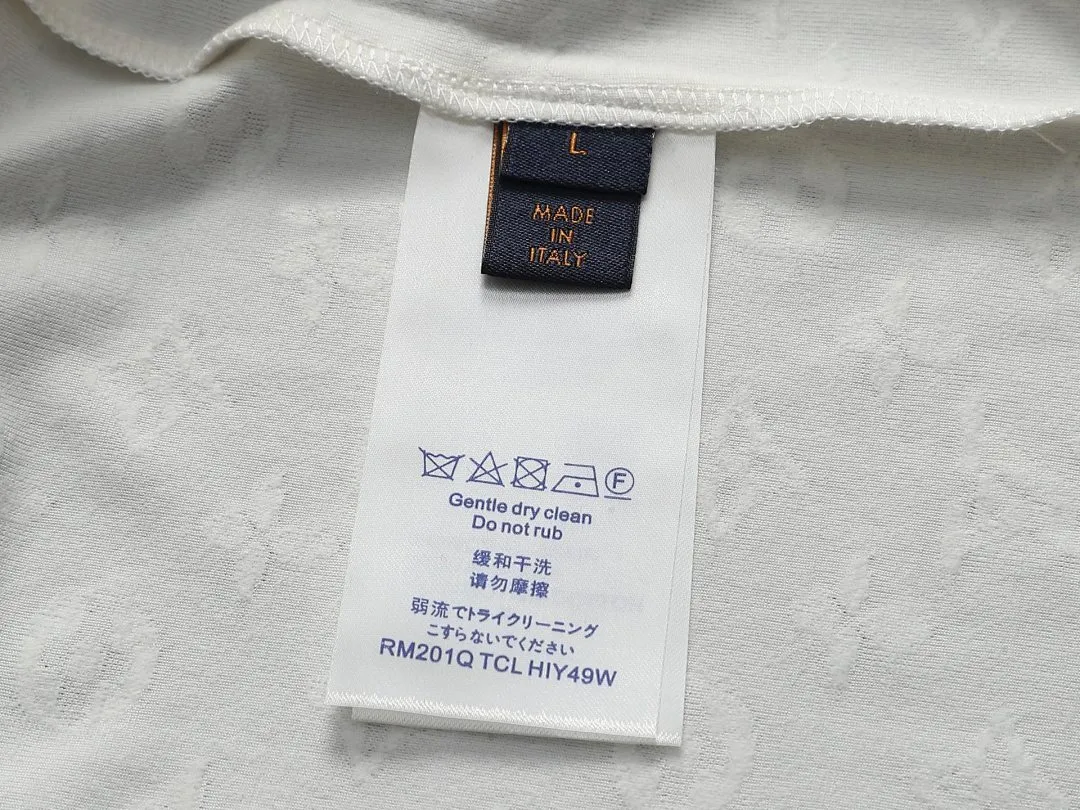 L
MADE
IN
ITALY
F
Gentle dry clean
Do not rub
缓和干洗
请勿摩擦
弱流でトライクリーニング
こすらないでください
RM201Q TCL HIY49W